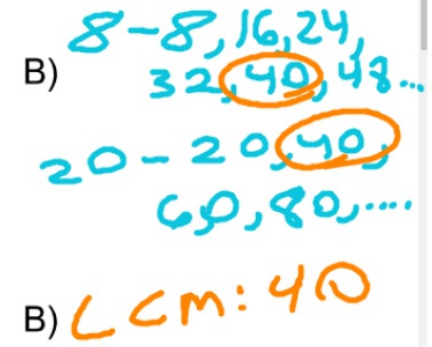 8 - 8, 16, 24,
B) 32, 40, 48...
20 - 20, 40,
60, 80, ....
B) LCM: 40